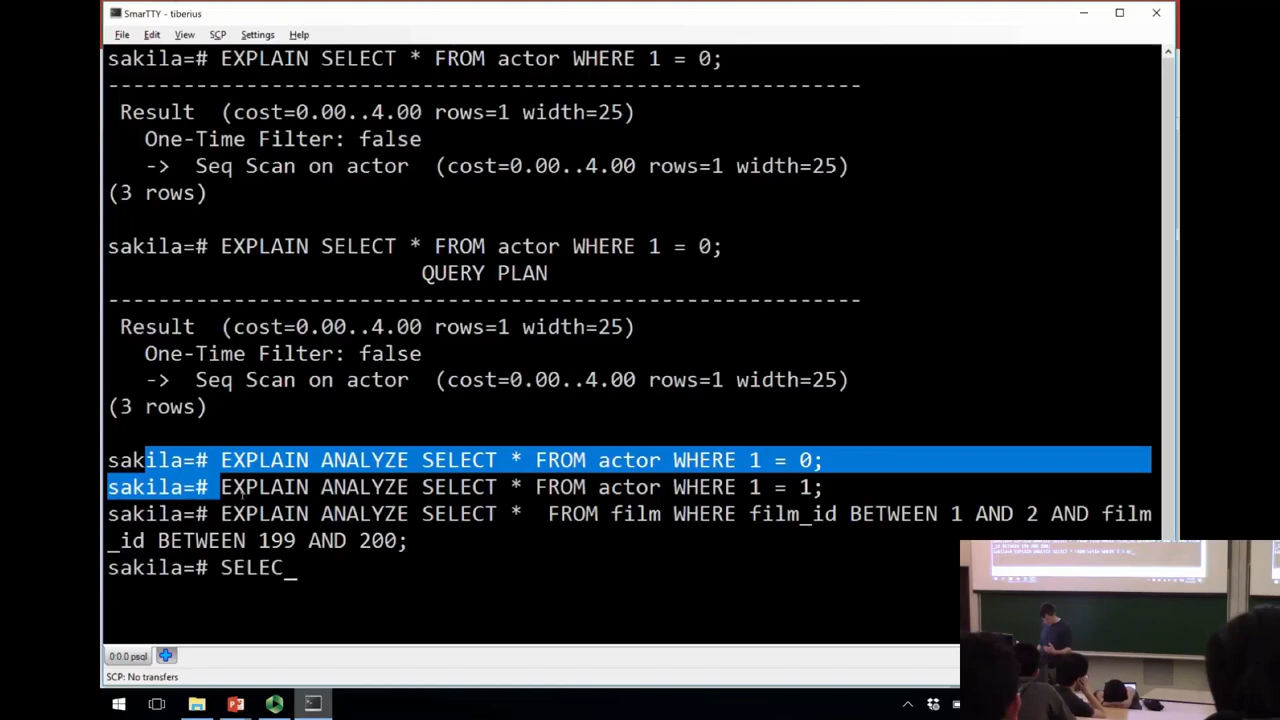 SmarTTY - tiberius
File Edit View SCP Settings Help
sakila=# EXPLAIN SELECT * FROM actor WHERE 1 = 0;
------------------------------------------------------------
Result (cost=0.00..4.00 rows=1 width=25)
One-Time Filter: false
-> Seq Scan on actor (cost=0.00..4.00 rows=1 width=25)
(3 rows)
sakila=# EXPLAIN SELECT * FROM actor WHERE 1 = 0;
QUERY PLAN
------------------------------------------------------------
Result (cost=0.00..4.00 rows=1 width=25)
One-Time Filter: false
-> Seq Scan on actor (cost=0.00..4.00 rows=1 width=25)
(3 rows)
sakila=# EXPLAIN ANALYZE SELECT * FROM actor WHERE 1 = 0;
sakila=# EXPLAIN ANALYZE SELECT * FROM actor WHERE 1 = 1;
sakila=# EXPLAIN ANALYZE SELECT * FROM film WHERE film_id BETWEEN 1 AND 2 AND film
_id BETWEEN 199 AND 200;
sakila=# SELEC_
0:0.0 psql
SCP: No transfers